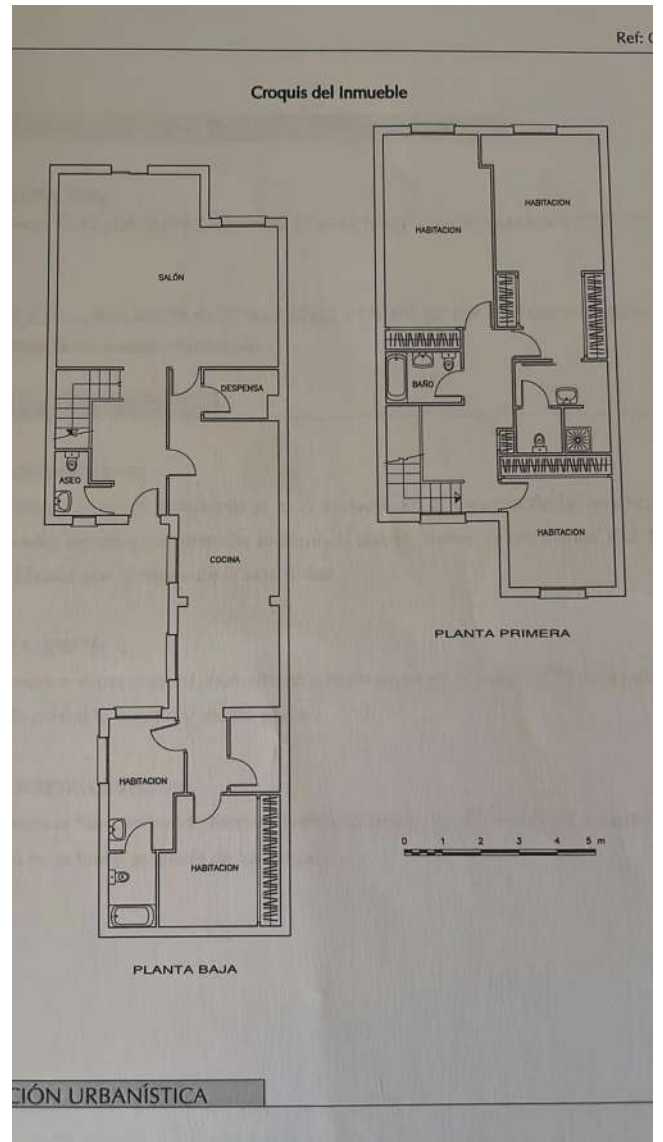 Ref:
Croquis del Inmueble
SALÓN
DESPENSA
ASEO
COCINA
HABITACION
HABITACION
PLANTA BAJA
HABITACION
HABITACION
BAÑO
HABITACION
PLANTA PRIMERA
0 1 2 3 4 5 m
CIÓN URBANÍSTICA